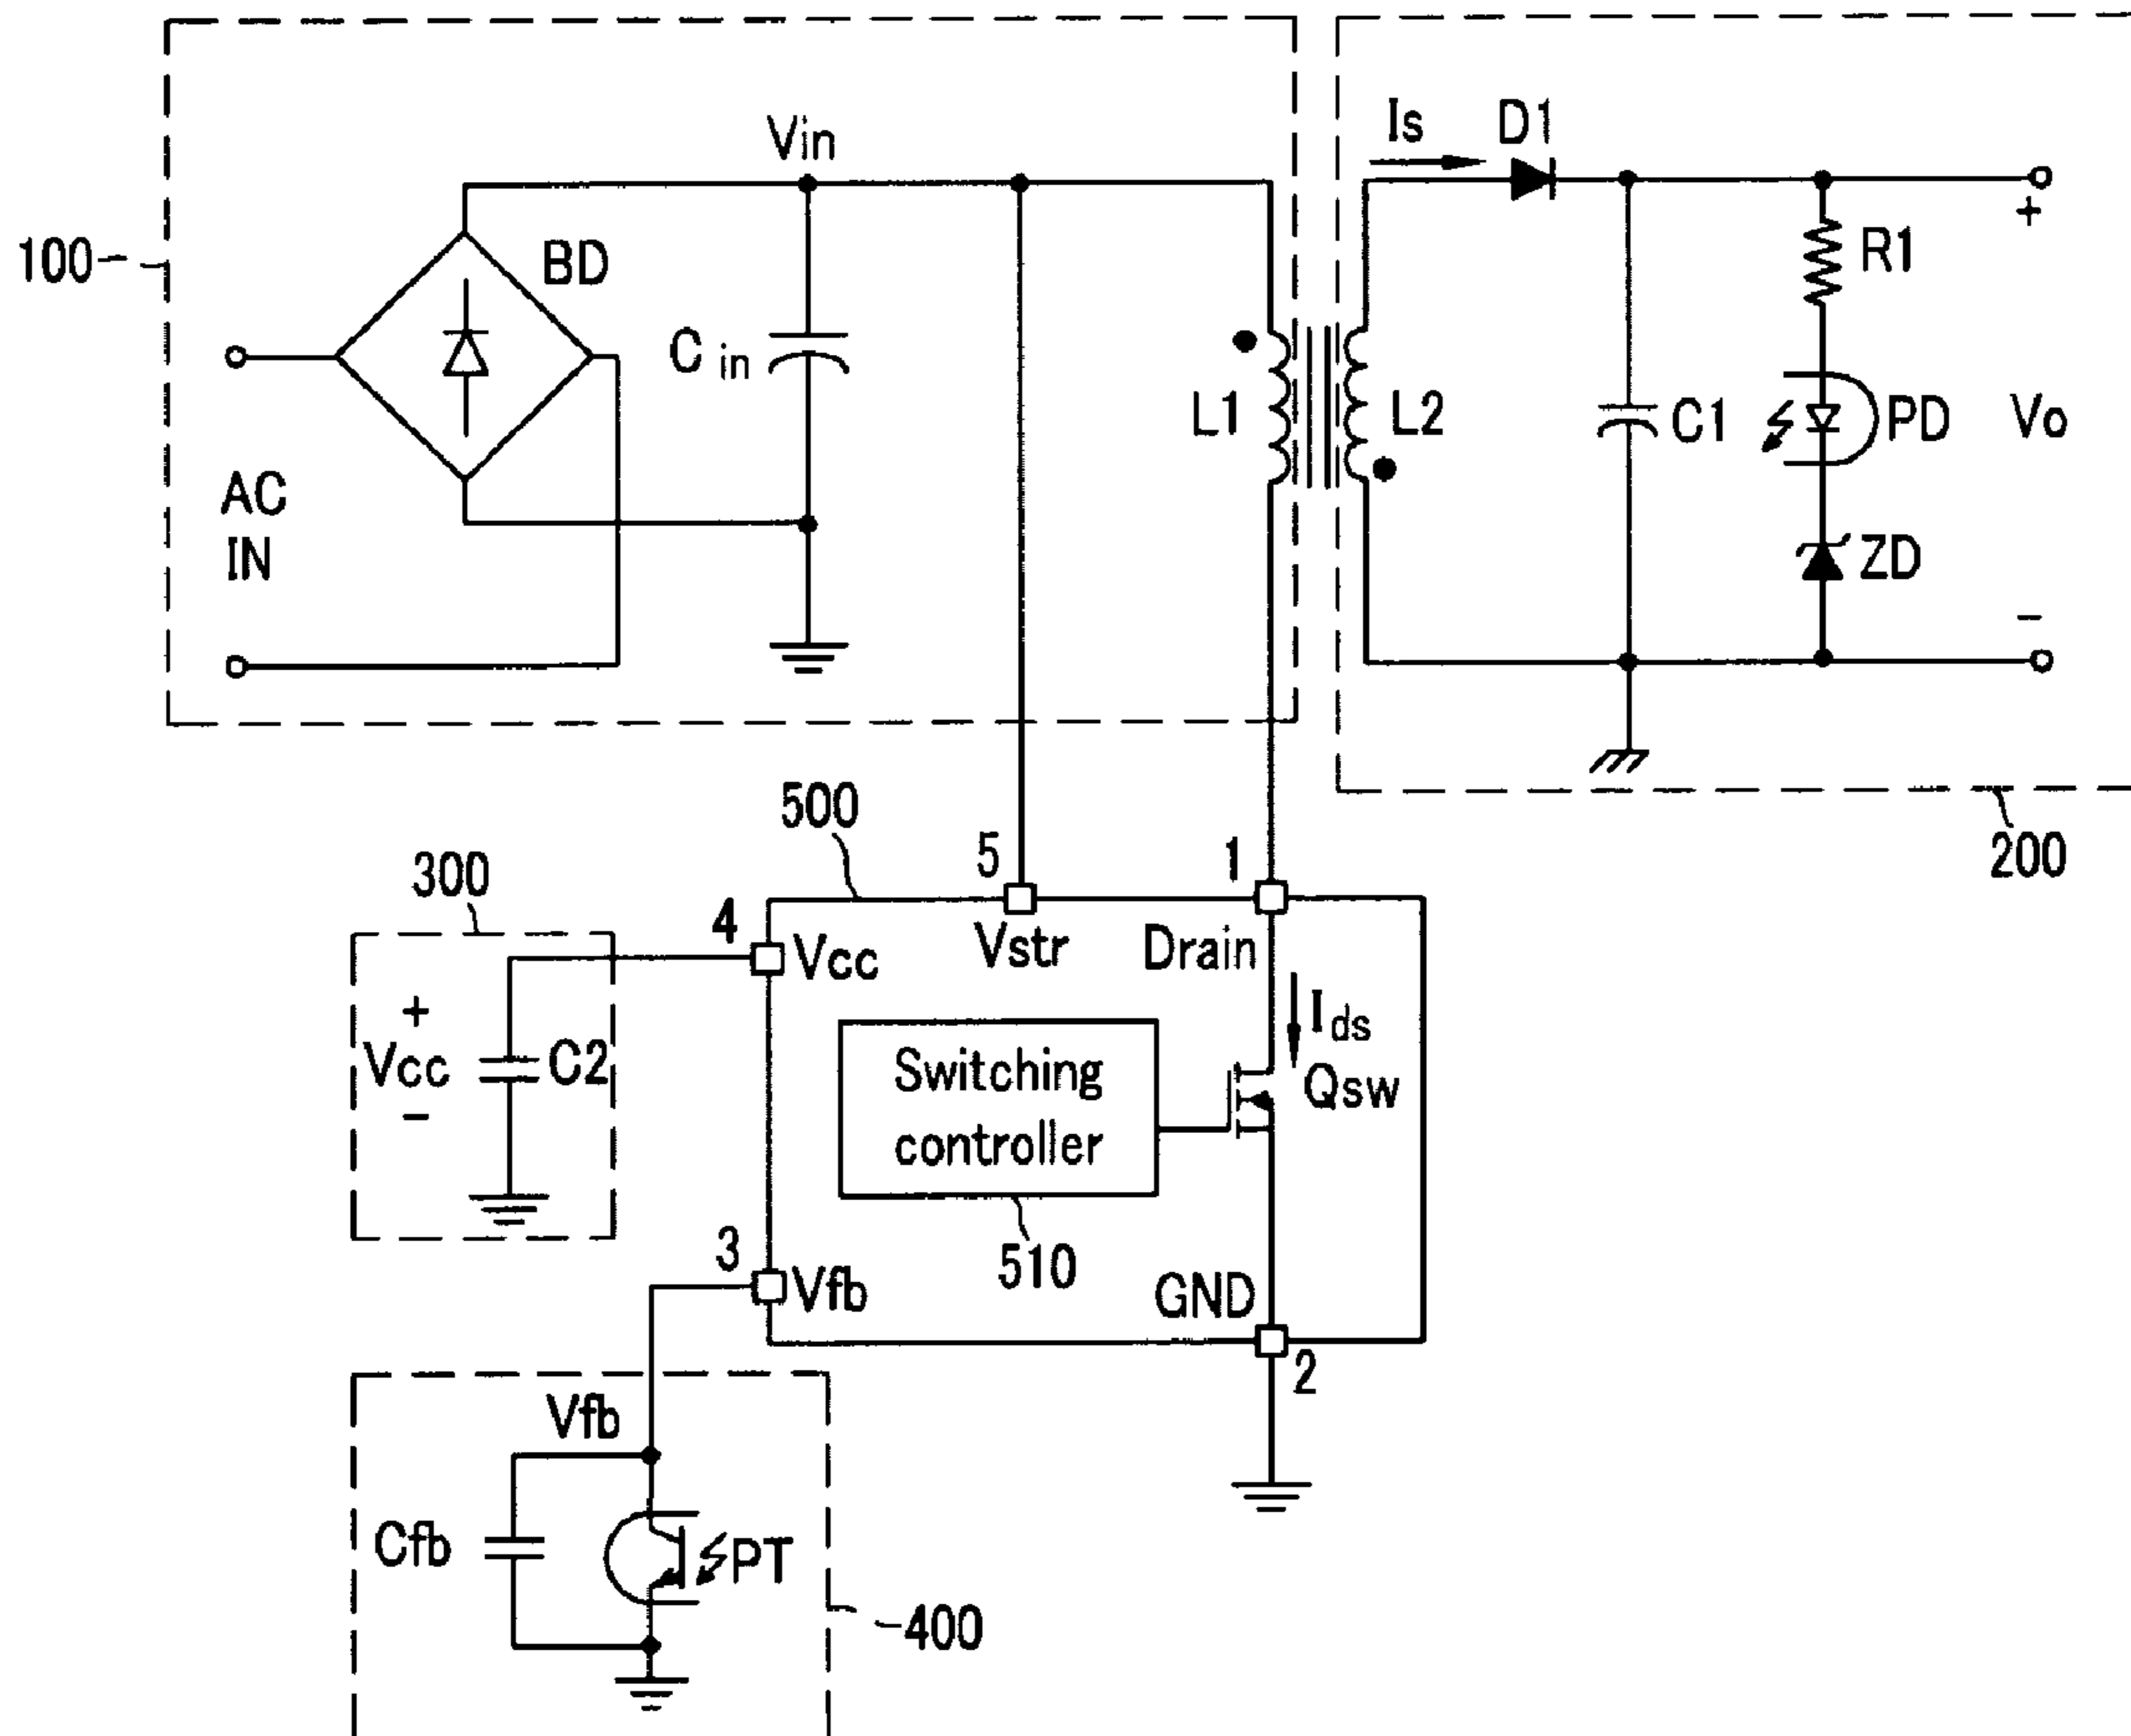 Vin
Is
D1
+
100
BD
R1
C in
L1
L2
C1
PD
Vo
AC
IN
ZD
-
500
5
1
200
300
4
Vcc
Vstr
Drain
+
Vcc
-
C2
Ids
Qsw
Switching
controller
510
3
Vfb
GND
2
Vfb
Cfb
PT
400